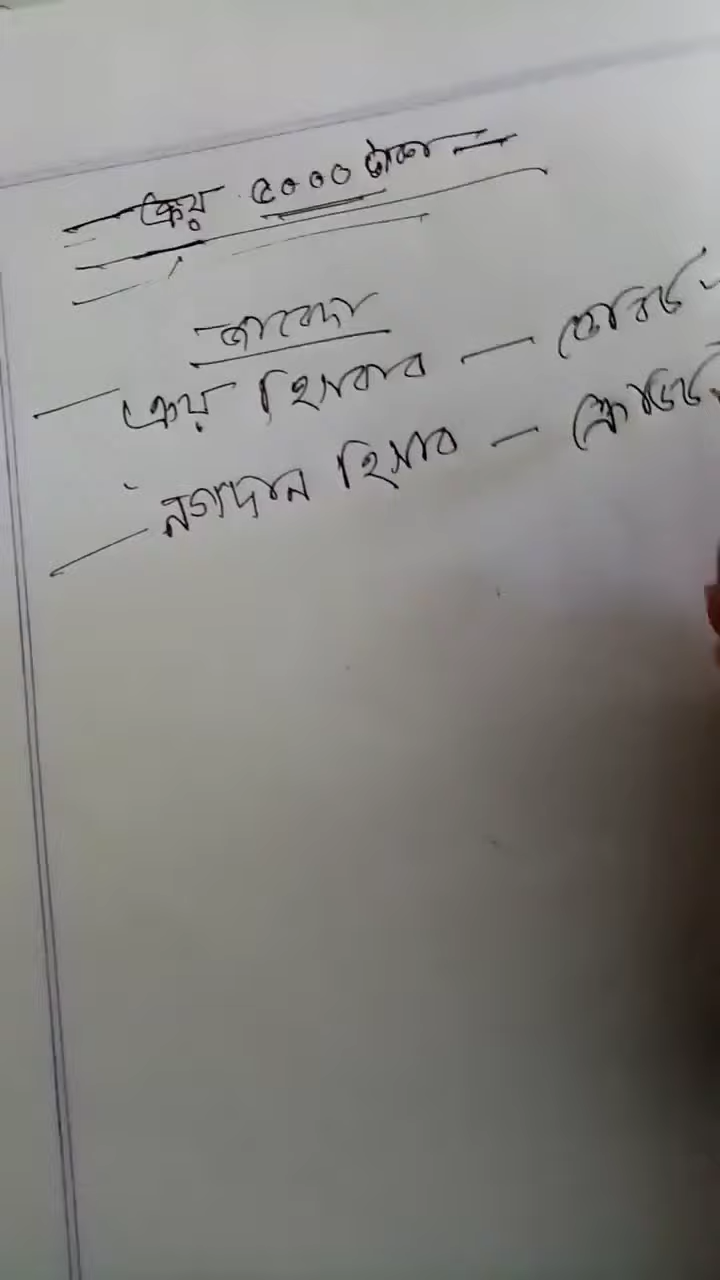 ক্রয় ৫০০০ টাকা
জাবেদা
ক্রয় হিসাব — ডেবিট
নগদান হিসাব — ক্রেডিট